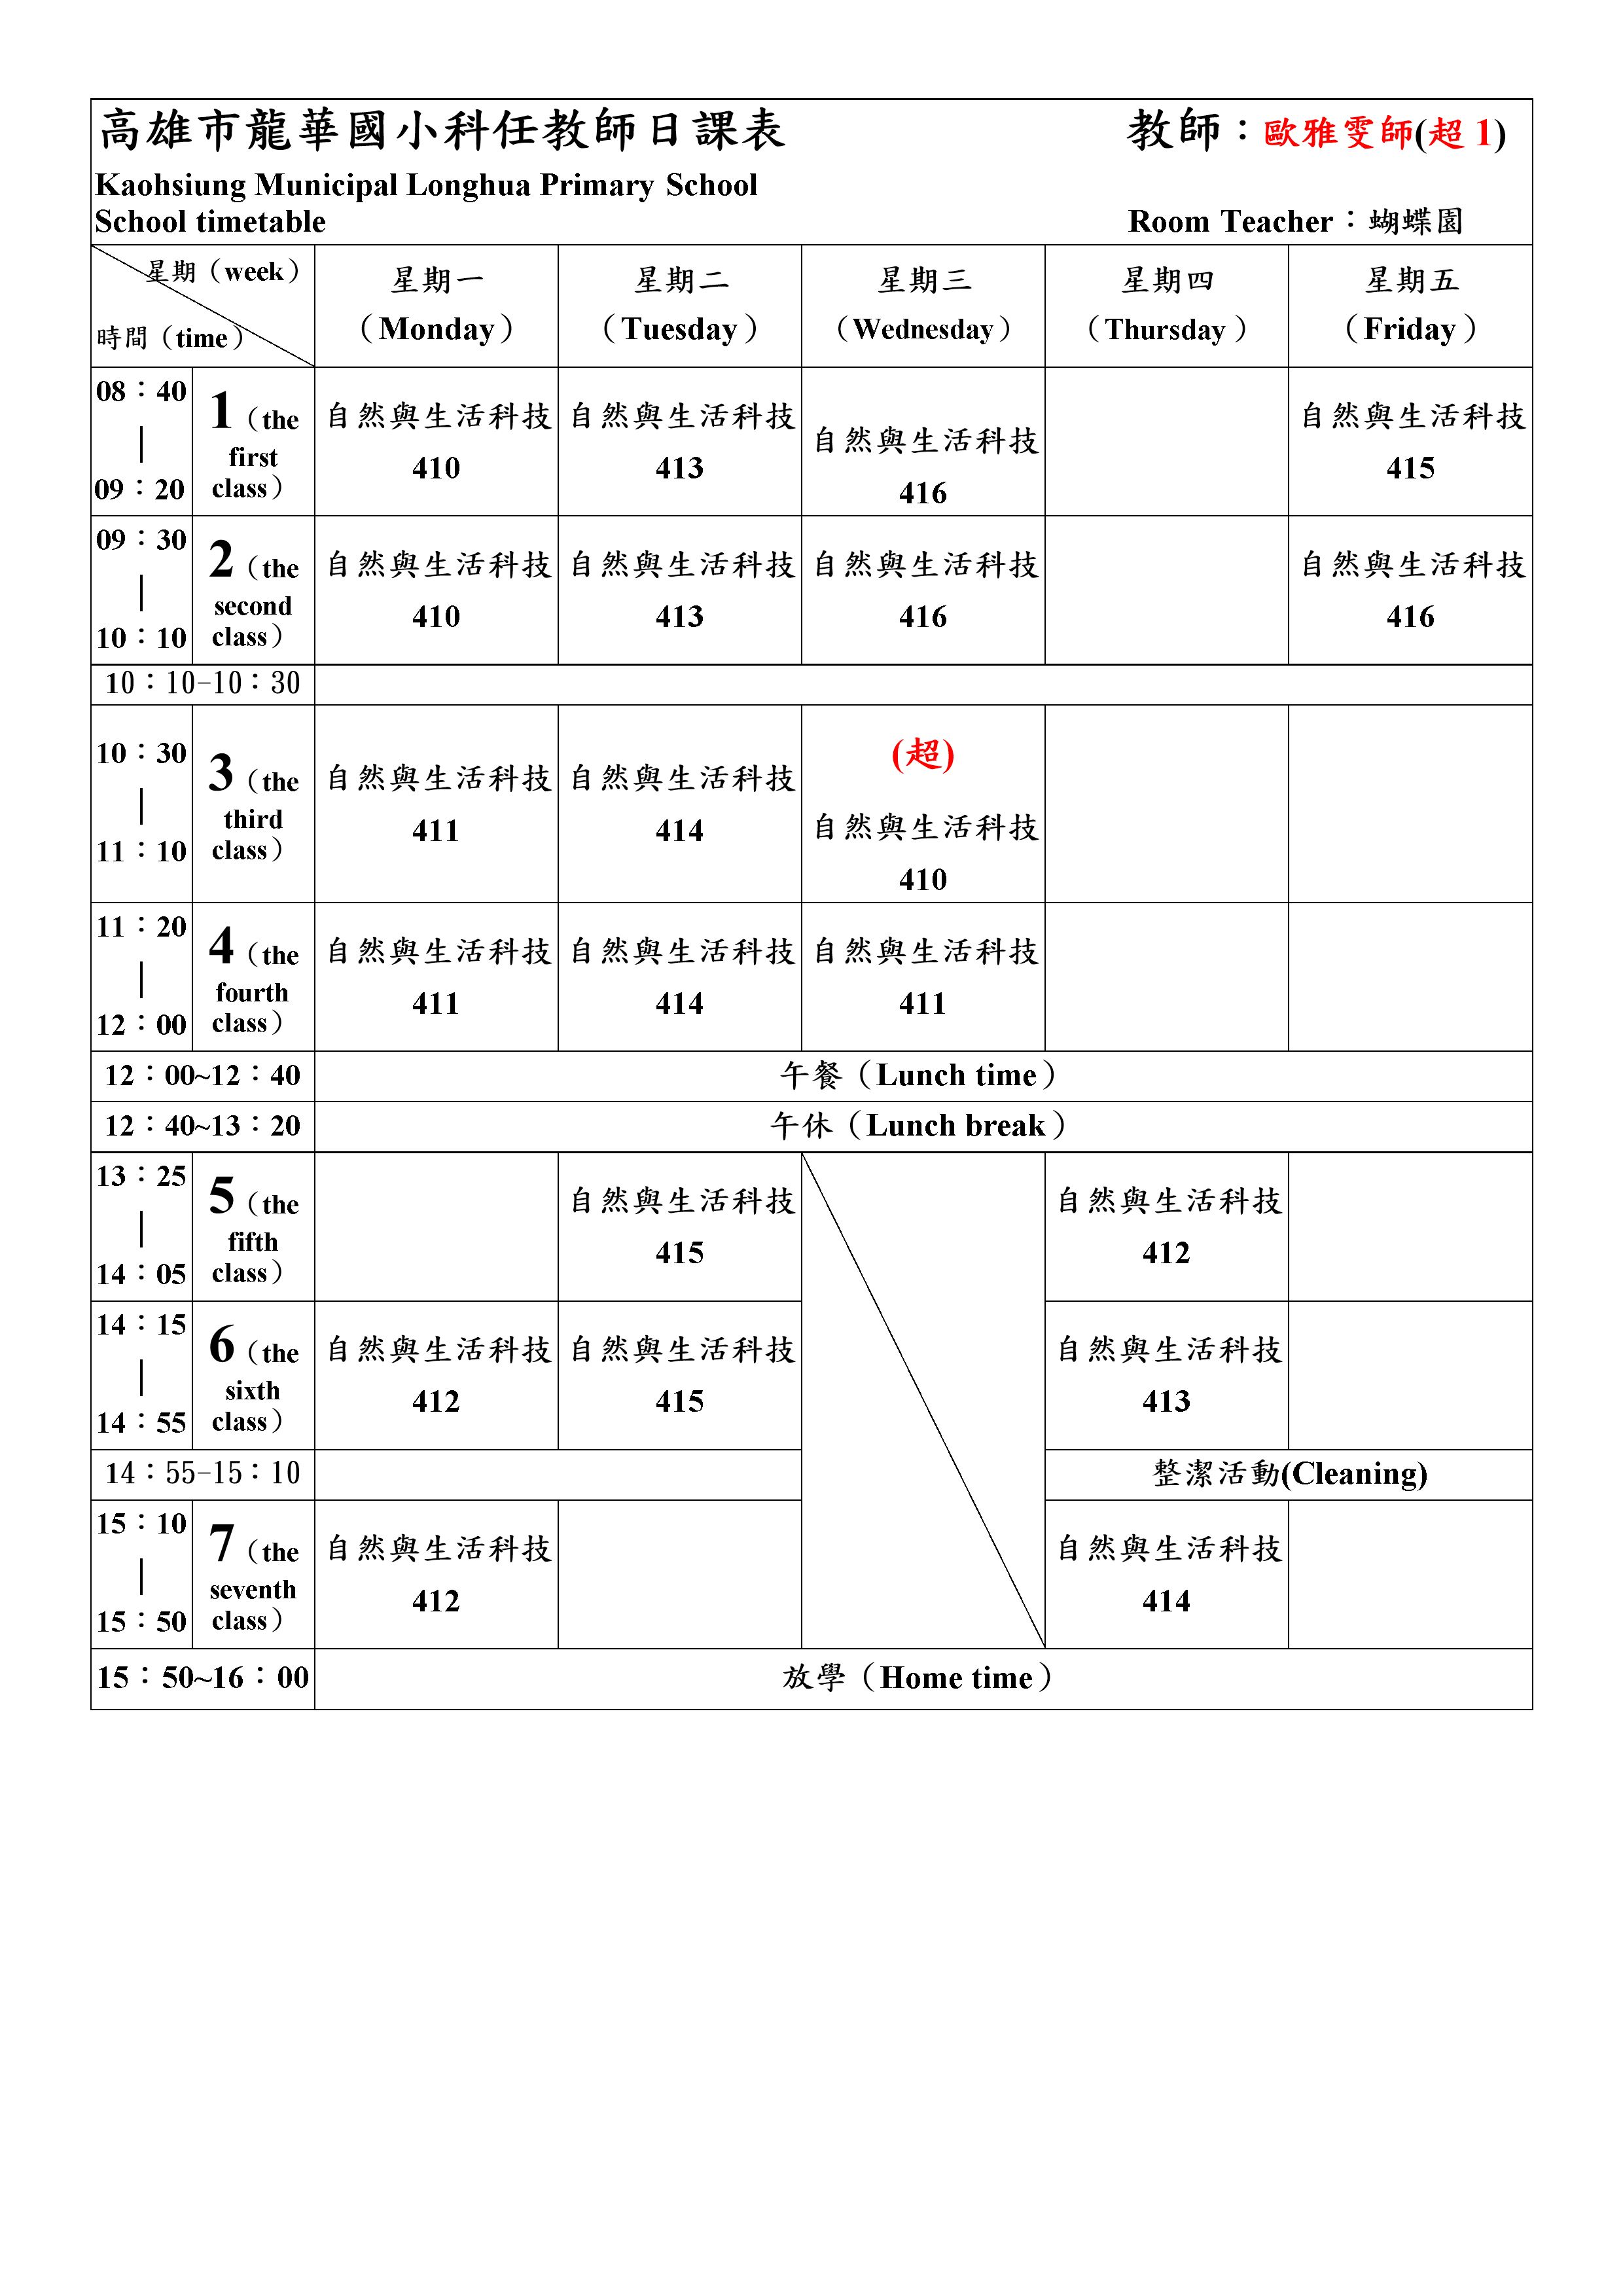 高雄市龍華國小科任教師日課表 教師：歐雅雯師(超1)
Kaohsiung Municipal Longhua Primary School
School timetable Room Teacher：蝴蝶園
星期（week）
時間（time）
星期一 星期二 星期三 星期四 星期五
（Monday） （Tuesday） （Wednesday） （Thursday） （Friday）
08：40
｜
09：20
1（the
first
class）
自然與生活科技
410
自然與生活科技
413
自然與生活科技
416
自然與生活科技
415
09：30
｜
10：10
2（the
second
class）
自然與生活科技
410
自然與生活科技
413
自然與生活科技
416
自然與生活科技
416
10：10-10：30
10：30
｜
11：10
3（the
third
class）
自然與生活科技
411
自然與生活科技
414
(超)
自然與生活科技
410
11：20
｜
12：00
4（the
fourth
class）
自然與生活科技
411
自然與生活科技
414
自然與生活科技
411
12：00~12：40 午餐（Lunch time）
12：40~13：20 午休（Lunch break）
13：25
｜
14：05
5（the
fifth
class）
自然與生活科技
415
自然與生活科技
412
14：15
｜
14：55
6（the
sixth
class）
自然與生活科技
412
自然與生活科技
415
自然與生活科技
413
14：55-15：10 整潔活動(Cleaning)
15：10
｜
15：50
7（the
seventh
class）
自然與生活科技
412
自然與生活科技
414
15：50~16：00 放學（Home time）